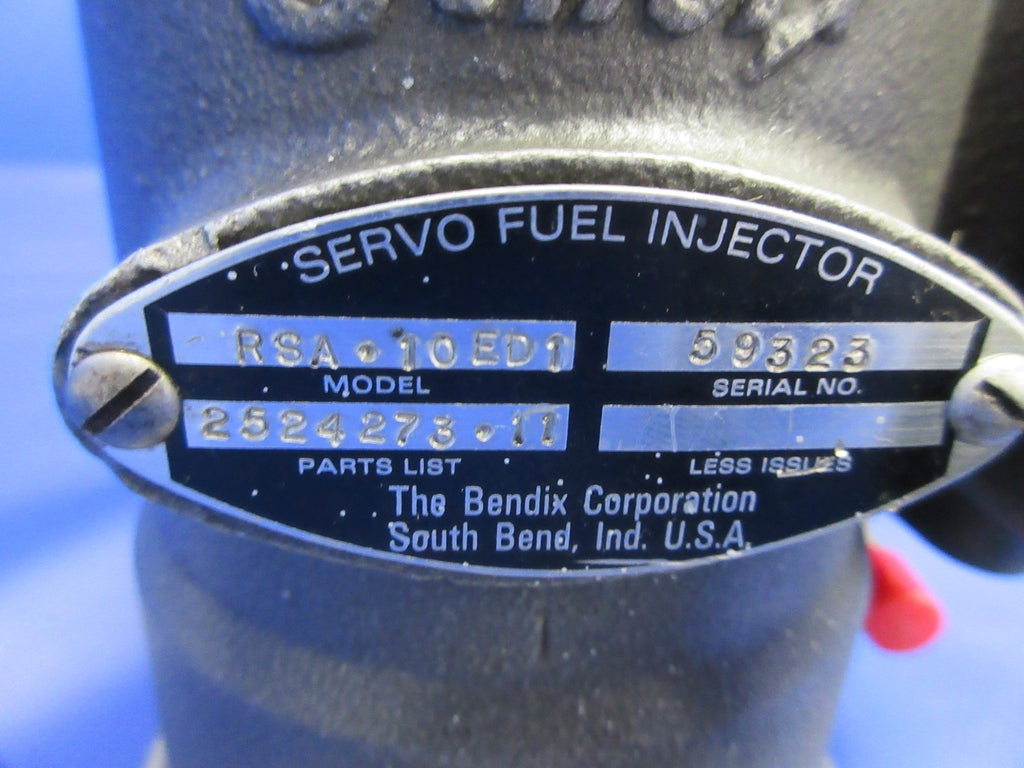 SERVO FUEL INJECTOR
RSA • 10ED1
59323
MODEL
SERIAL NO.
2524273 • 11
PARTS LIST
LESS ISSUES
The Bendix Corporation
South Bend, Ind. U.S.A.